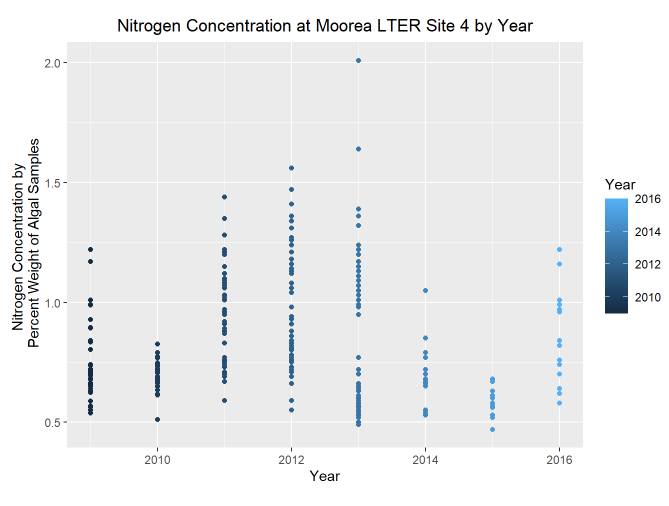 Nitrogen Concentration at Moorea LTER Site 4 by Year
Nitrogen Concentration by
Percent Weight of Algal Samples
2.0
1.5
1.0
0.5
2010
2012
2014
2016
Year
Year
2016
2014
2012
2010